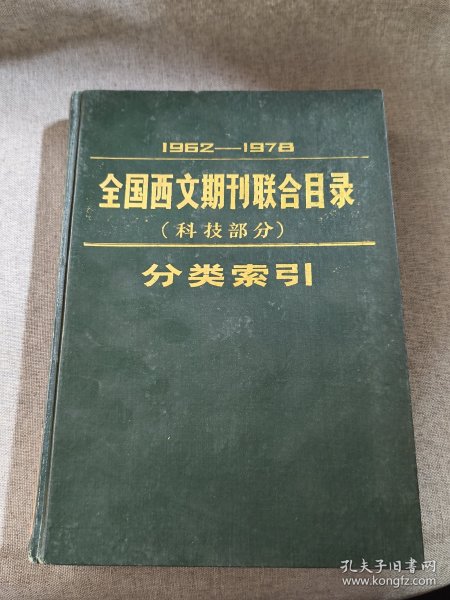 1962—1978
全国西文期刊联合目录
(科技部分)
分类索引
孔夫子旧书网
www.kongfz.com